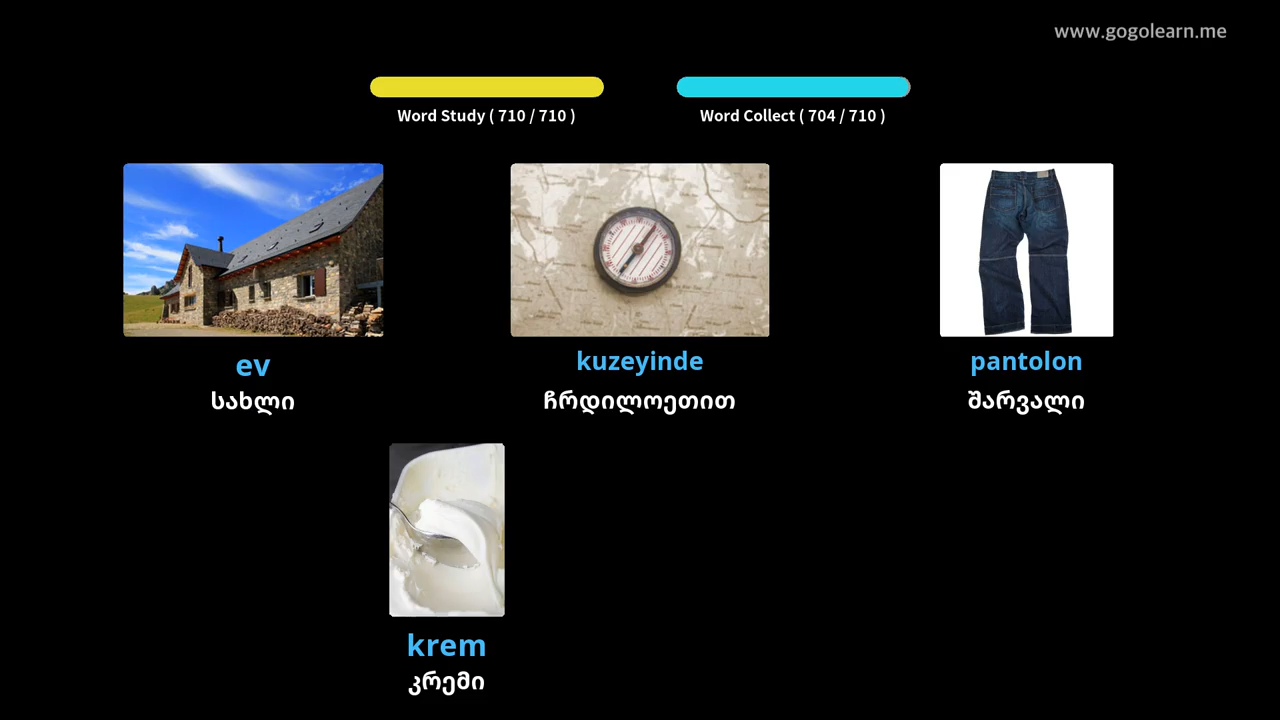 www.gogolearn.me
Word Study ( 710 / 710 )
Word Collect ( 704 / 710 )
ev
სახლი
kuzeyinde
ჩრდილოეთით
pantolon
შარვალი
krem
კრემი